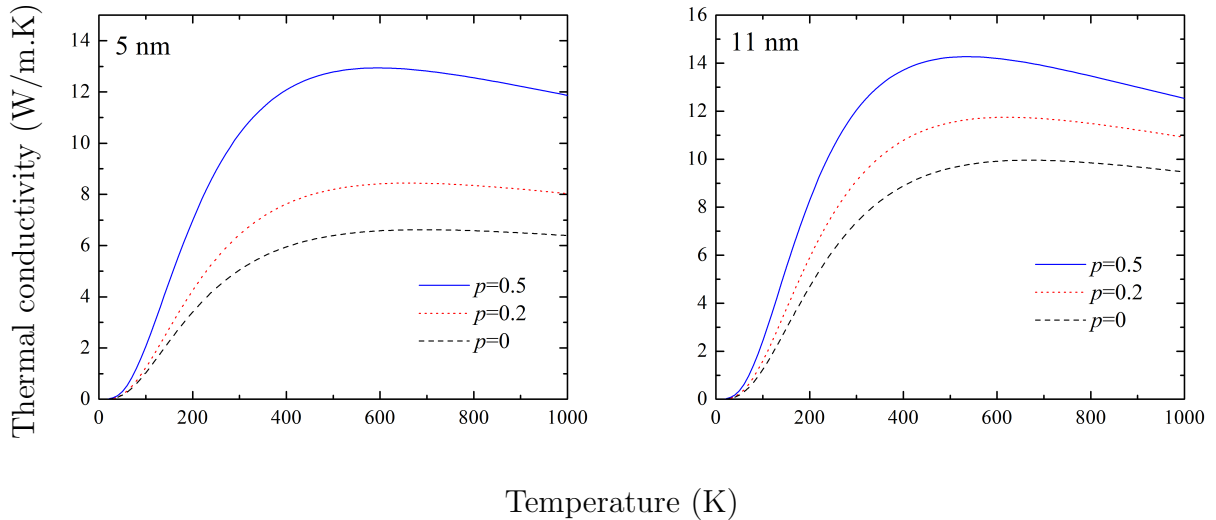 Thermal conductivity (W/m.K)
5 nm
14
12
10
8
6
4
2
0
0 200 400 600 800 1000
p=0.5
p=0.2
p=0
11 nm
16
14
12
10
8
6
4
2
0
0 200 400 600 800 1000
p=0.5
p=0.2
p=0
Temperature (K)